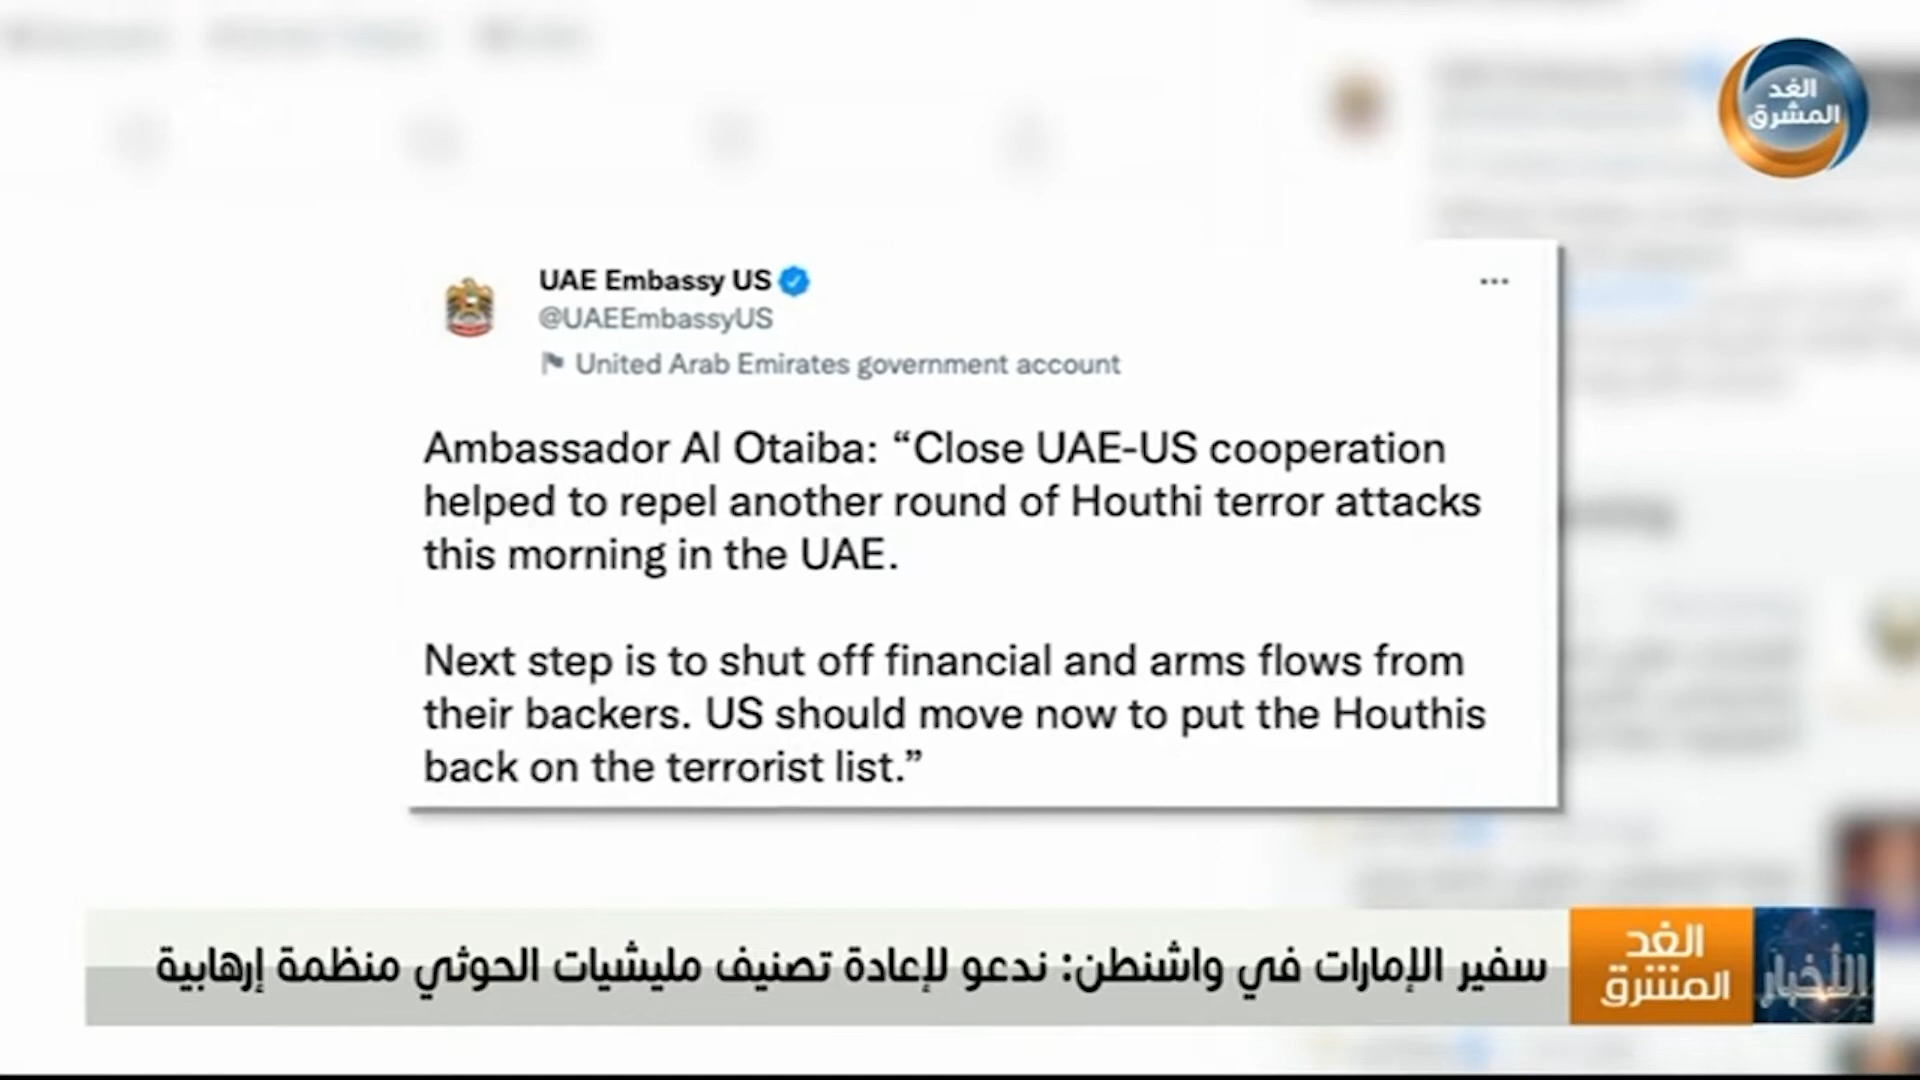 الغد
المشرق
UAE Embassy US
@UAEEmbassyUS
United Arab Emirates government account
Ambassador Al Otaiba: “Close UAE-US cooperation
helped to repel another round of Houthi terror attacks
this morning in the UAE.
Next step is to shut off financial and arms flows from
their backers. US should move now to put the Houthis
back on the terrorist list.”
سفير الإمارات في واشنطن: ندعو لإعادة تصنيف مليشيات الحوثي منظمة إرهابية
الغد
المشرق
الأخبار